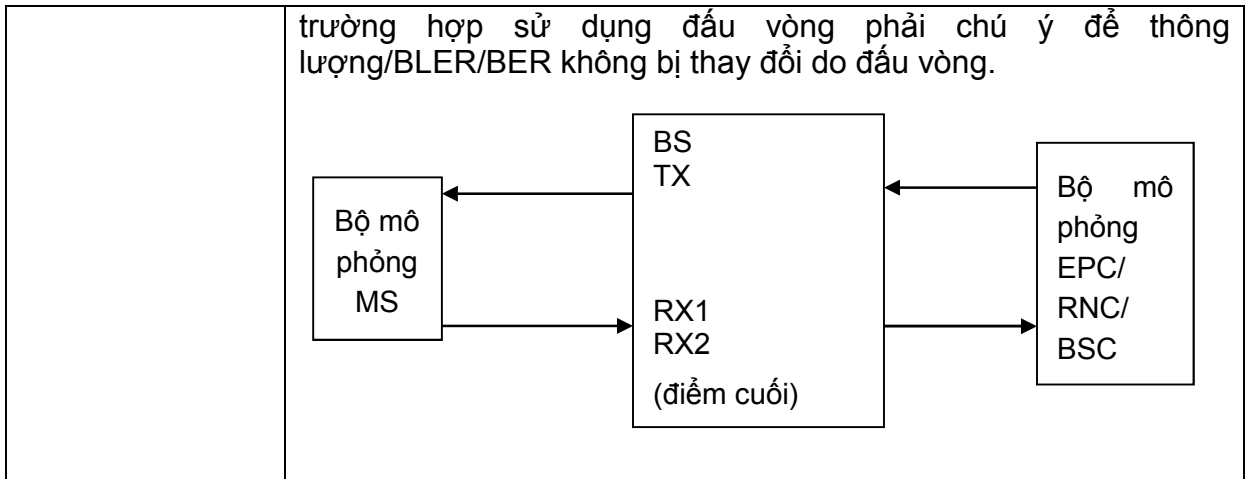 trường hợp sử dụng đấu vòng phải chú ý để thông
lượng/BLER/BER không bị thay đổi do đấu vòng.
Bộ mô
phỏng
MS
BS
TX
RX1
RX2
(điểm cuối)
Bộ mô
phỏng
EPC/
RNC/
BSC